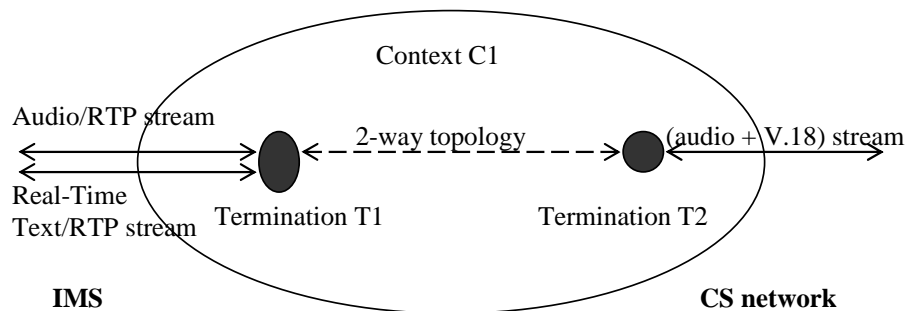 Context C1
Audio/RTP stream
2-way topology
(audio + V.18) stream
Real-Time
Text/RTP stream
Termination T1
Termination T2
IMS
CS network